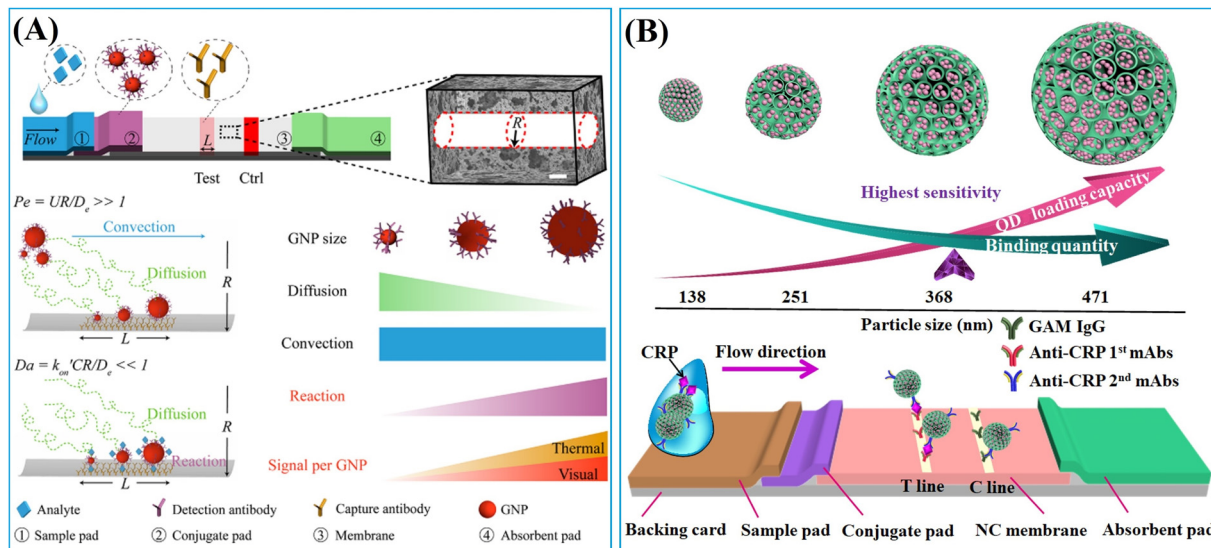 (A)
Flow
①
②
L
③
④
Test
Ctrl
R
Pe = UR/Dₑ >> 1
Convection
Diffusion
R
L
Da = kₒₙ'CR/Dₑ << 1
Diffusion
R
Reaction
L
GNP size
Diffusion
Convection
Reaction
Signal per GNP
Thermal
Visual
Analyte
Detection antibody
Capture antibody
GNP
① Sample pad
② Conjugate pad
③ Membrane
④ Absorbent pad
(B)
Highest sensitivity
QD loading capacity
Binding quantity
138 251 368 471
Particle size (nm)
GAM IgG
Anti-CRP 1st mAbs
Anti-CRP 2nd mAbs
CRP
Flow direction
T line
C line
Backing card
Sample pad
Conjugate pad
NC membrane
Absorbent pad